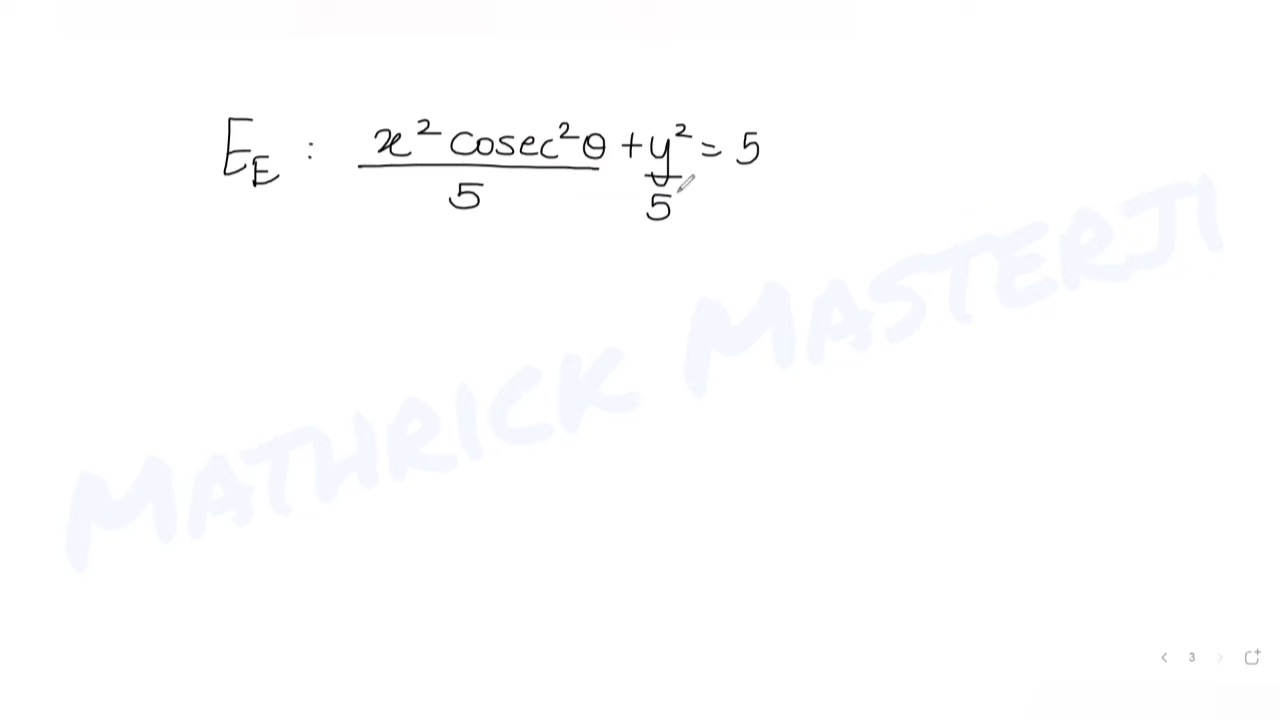 E_E : x² cosec²θ/5 + y²/5 = 5
MATHRICK MASTERJI
< 3 >